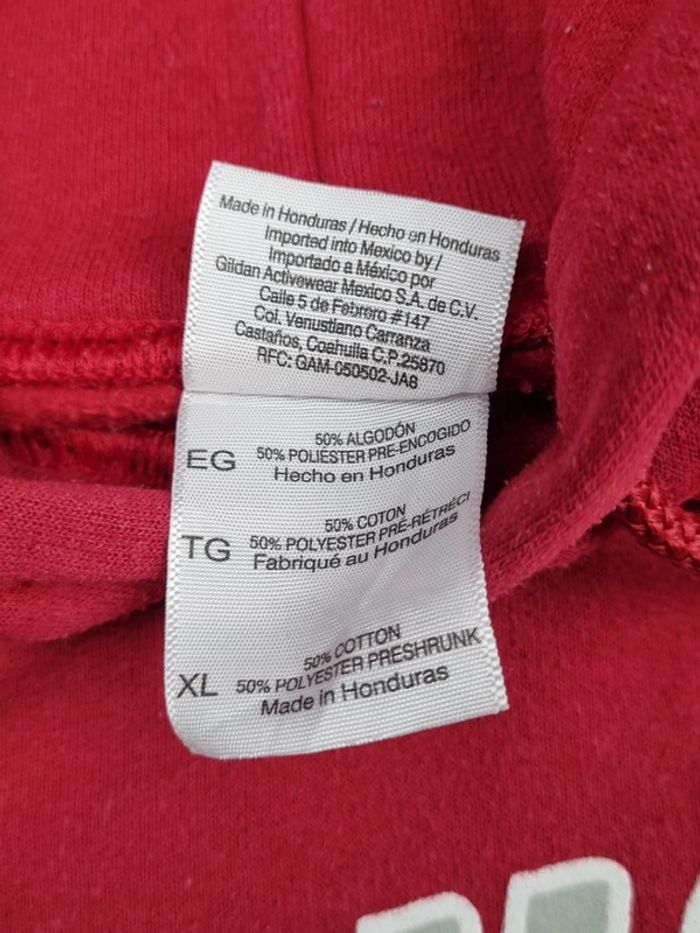 Made in Honduras / Hecho en Honduras
Imported into Mexico by /
Importado a México por
Gildan Activewear Mexico S.A. de C.V.
Calle 5 de Febrero #147
Col. Venustiano Carranza
Castaños, Coahuila C.P.25870
RFC: GAM-050502-JA8
50% ALGODÓN
EG 50% POLIÉSTER PRE-ENCOGIDO
Hecho en Honduras
50% COTON
TG 50% POLYESTER PRÉ-RÉTRÉCI
Fabriqué au Honduras
50% COTTON
XL 50% POLYESTER PRESHRUNK
Made in Honduras